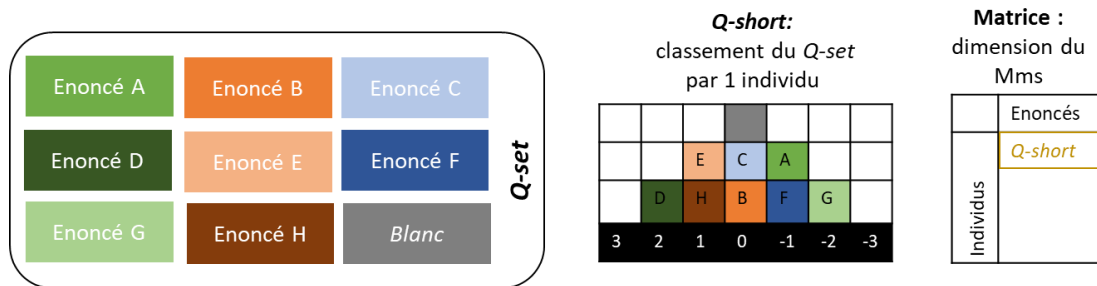 Enoncé A
Enoncé B
Enoncé C
Enoncé D
Enoncé E
Enoncé F
Enoncé G
Enoncé H
Blanc
Q-set
Q-short:
classement du Q-set
par 1 individu
E C A
D H B F G
3 2 1 0 -1 -2 -3
Matrice :
dimension du
Mms
Enoncés
Q-short
Individus